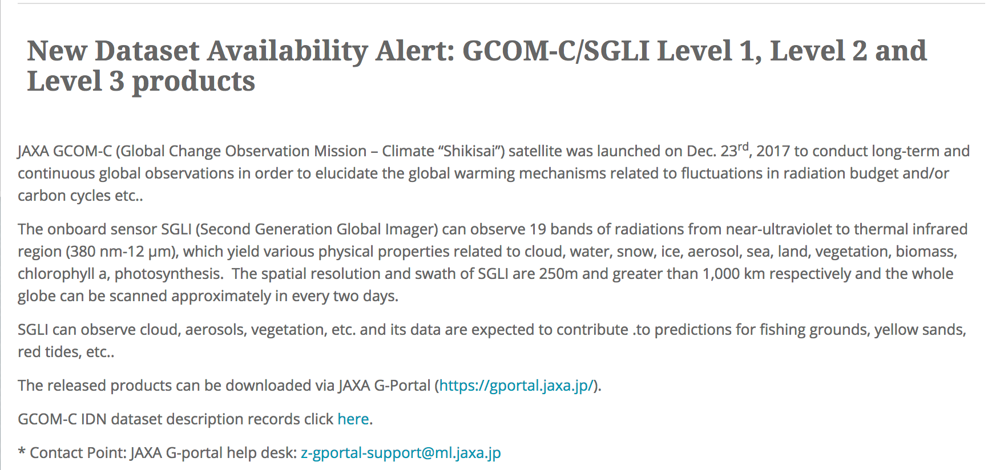 New Dataset Availability Alert: GCOM-C/SGLI Level 1, Level 2 and
Level 3 products
JAXA GCOM-C (Global Change Observation Mission – Climate “Shikisai”) satellite was launched on Dec. 23rd, 2017 to conduct long-term and
continuous global observations in order to elucidate the global warming mechanisms related to fluctuations in radiation budget and/or
carbon cycles etc..
The onboard sensor SGLI (Second Generation Global Imager) can observe 19 bands of radiations from near-ultraviolet to thermal infrared
region (380 nm-12 μm), which yield various physical properties related to cloud, water, snow, ice, aerosol, sea, land, vegetation, biomass,
chlorophyll a, photosynthesis.  The spatial resolution and swath of SGLI are 250m and greater than 1,000 km respectively and the whole
globe can be scanned approximately in every two days.
SGLI can observe cloud, aerosols, vegetation, etc. and its data are expected to contribute .to predictions for fishing grounds, yellow sands,
red tides, etc..
The released products can be downloaded via JAXA G-Portal (https://gportal.jaxa.jp/).
GCOM-C IDN dataset description records click here.
* Contact Point: JAXA G-portal help desk: z-gportal-support@ml.jaxa.jp